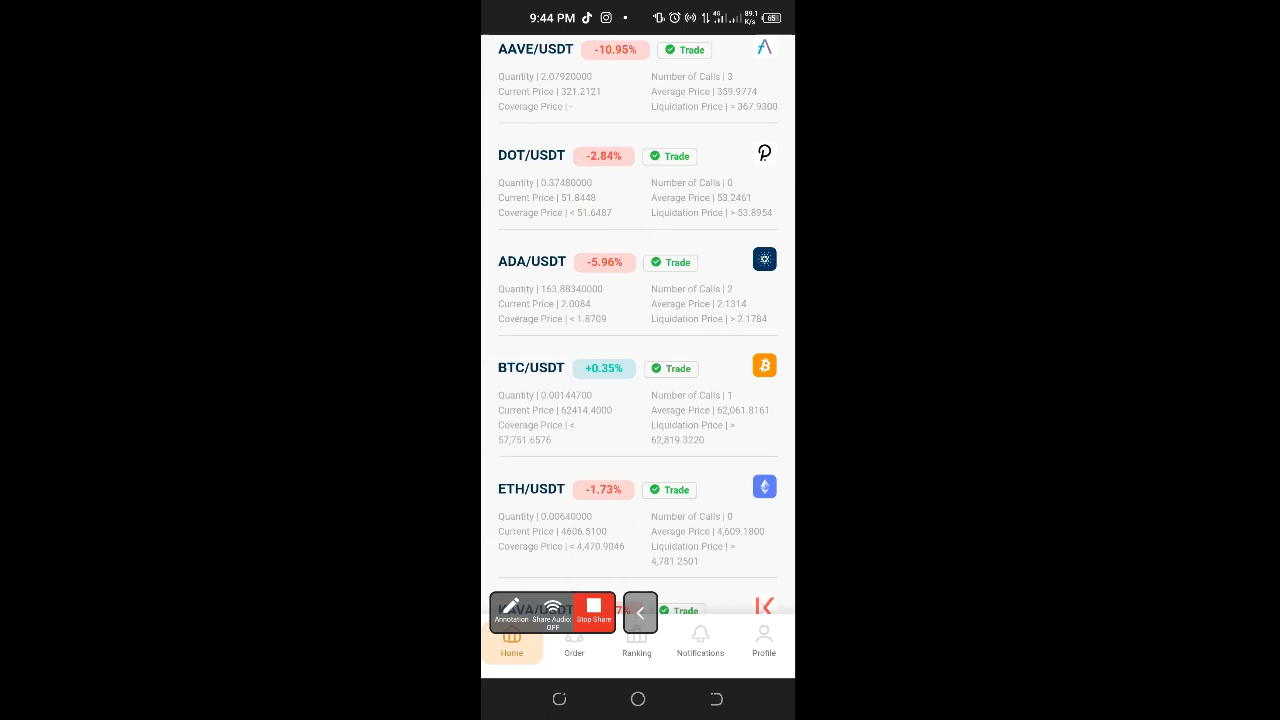 9:44 PM 4G 89.1 K/s 65
AAVE/USDT -10.95% Trade
Quantity | 2.07920000 Number of Calls | 3
Current Price | 321.2121 Average Price | 359.9774
Coverage Price | - Liquidation Price | > 367.9300
DOT/USDT -2.84% Trade
Quantity | 0.37480000 Number of Calls | 0
Current Price | 51.8448 Average Price | 53.2461
Coverage Price | < 51.6487 Liquidation Price | > 53.8954
ADA/USDT -5.96% Trade
Quantity | 163.88340000 Number of Calls | 2
Current Price | 2.0084 Average Price | 2.1314
Coverage Price | < 1.8709 Liquidation Price | > 2.1784
BTC/USDT +0.35% Trade
Quantity | 0.00144700 Number of Calls | 1
Current Price | 62414.4000 Average Price | 62,061.8161
Coverage Price | < Liquidation Price | >
57,751.6576 62,819.3220
ETH/USDT -1.73% Trade
Quantity | 0.00640000 Number of Calls | 0
Current Price | 4606.5100 Average Price | 4,609.1800
Coverage Price | < 4,470.9046 Liquidation Price | >
4,781.2501
KAVA/USDT 7% Trade
Annotation Share Audio: Stop Share
OFF
Home Order Ranking Notifications Profile